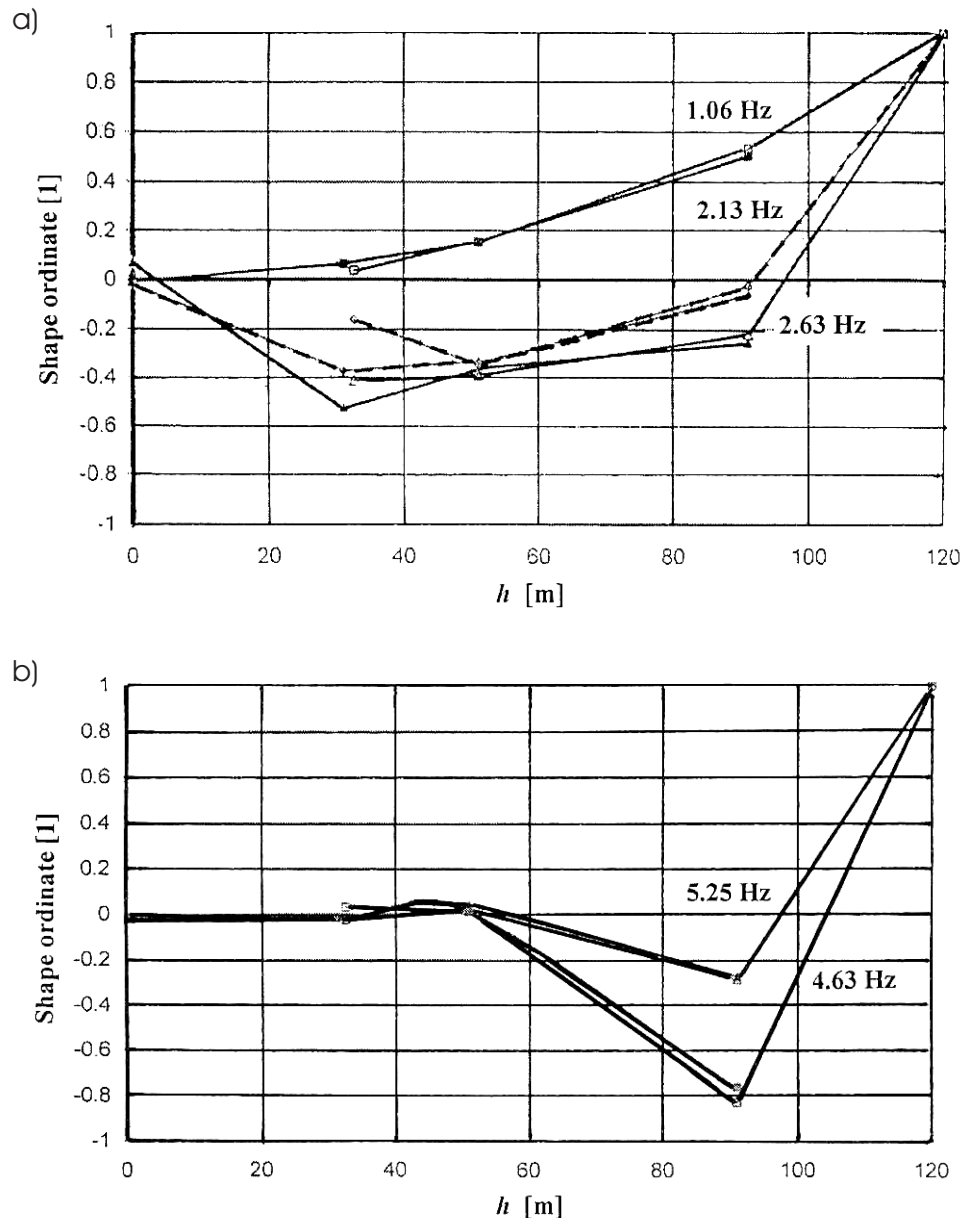 a)
1
0.8
0.6
0.4
0.2
0
-0.2
-0.4
-0.6
-0.8
-1
Shape ordinate [1]
1.06 Hz
2.13 Hz
2.63 Hz
0 20 40 60 80 100 120
h [m]
b)
1
0.8
0.6
0.4
0.2
0
-0.2
-0.4
-0.6
-0.8
-1
Shape ordinate [1]
5.25 Hz
4.63 Hz
0 20 40 60 80 100 120
h [m]